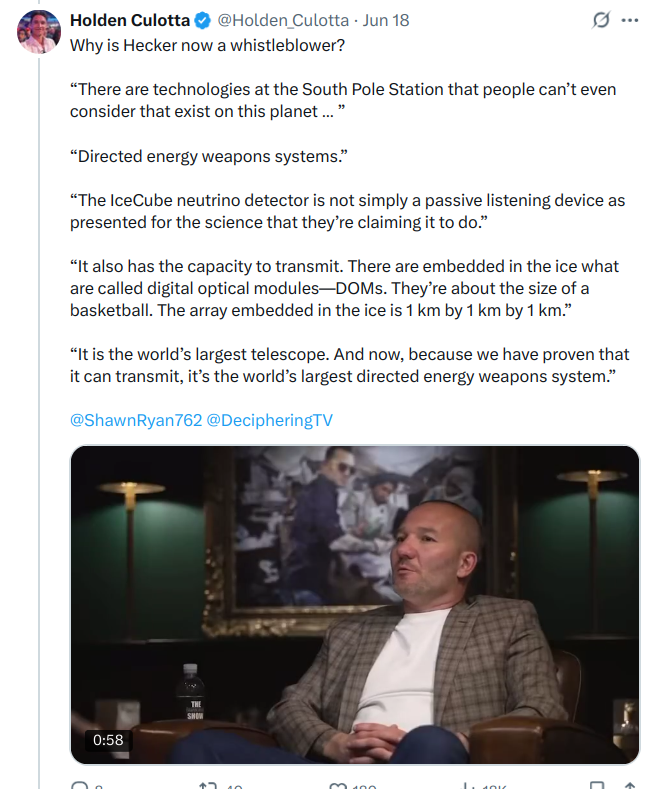 Holden Culotta @Holden_Culotta · Jun 18
Why is Hecker now a whistleblower?
“There are technologies at the South Pole Station that people can’t even
consider that exist on this planet ... ”
“Directed energy weapons systems.”
“The IceCube neutrino detector is not simply a passive listening device as
presented for the science that they’re claiming it to do.”
“It also has the capacity to transmit. There are embedded in the ice what
are called digital optical modules—DOMs. They’re about the size of a
basketball. The array embedded in the ice is 1 km by 1 km by 1 km.”
“It is the world’s largest telescope. And now, because we have proven that
it can transmit, it’s the world’s largest directed energy weapons system.”
@ShawnRyan762 @DecipheringTV
THE
SHOW
0:58